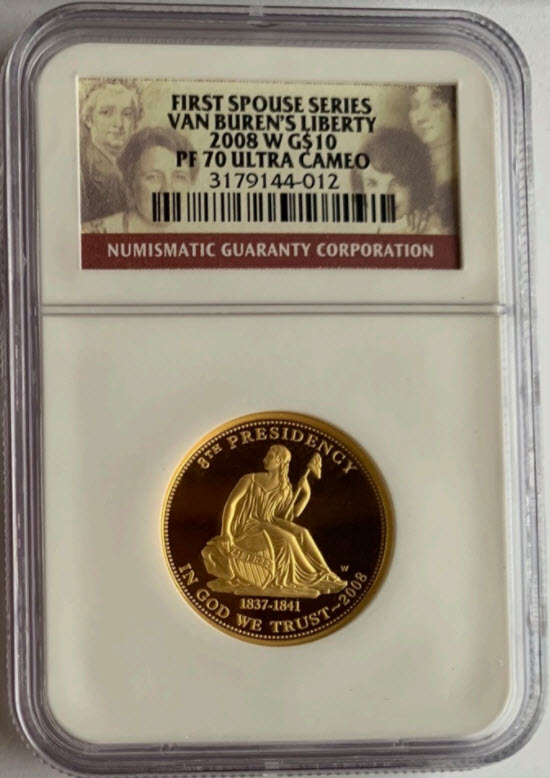 FIRST SPOUSE SERIES
VAN BUREN'S LIBERTY
2008 W G$10
PF 70 ULTRA CAMEO
3179144-012
NUMISMATIC GUARANTY CORPORATION
8TH PRESIDENCY
LIBERTY
W
1837-1841
IN GOD WE TRUST~2008